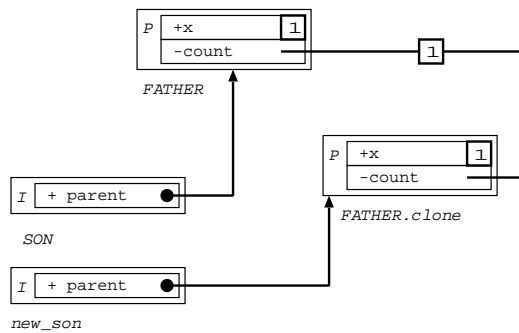 P +x 1
-count 1
FATHER
P +x 1
-count
FATHER.clone
I + parent
SON
I + parent
new_son